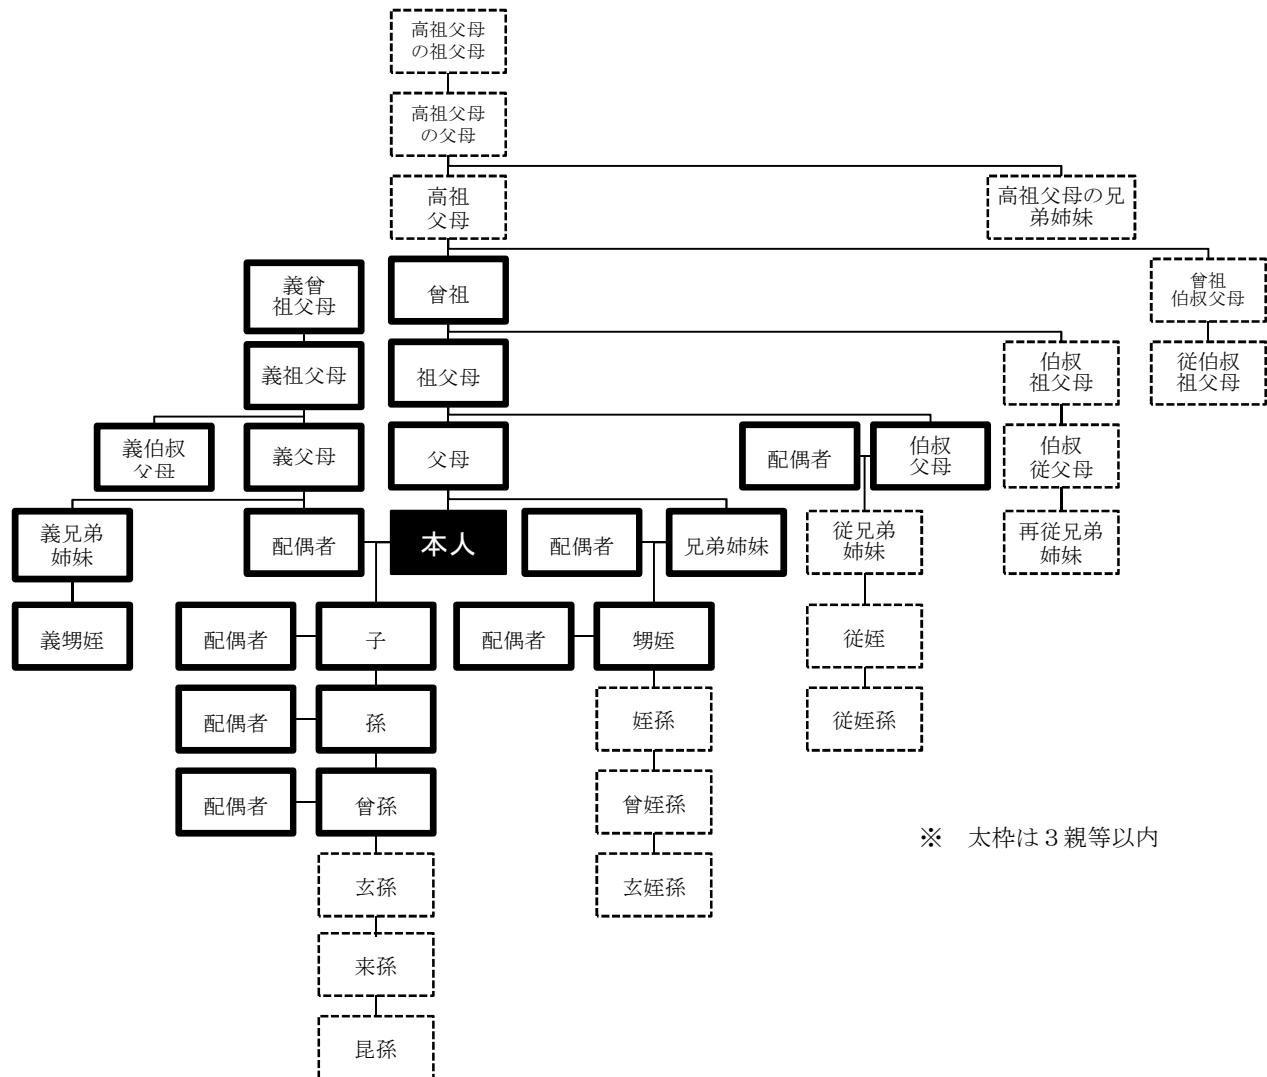 高祖父母
の祖父母
高祖父母
の父母
高祖
父母
高祖父母の兄
弟姉妹
義曾
祖父母
曾祖
曾祖
伯叔父母
義祖父母
祖父母
伯叔
祖父母
従伯叔
祖父母
義伯叔
父母
義父母
父母
配偶者
伯叔
父母
伯叔
従父母
義兄弟
姉妹
配偶者
本人
配偶者
兄弟姉妹
従兄弟
姉妹
再従兄弟
姉妹
義甥姪
配偶者
子
配偶者
甥姪
従姪
配偶者
孫
姪孫
従姪孫
配偶者
曾孫
曾姪孫
※　太枠は３親等以内
玄孫
玄姪孫
来孫
昆孫